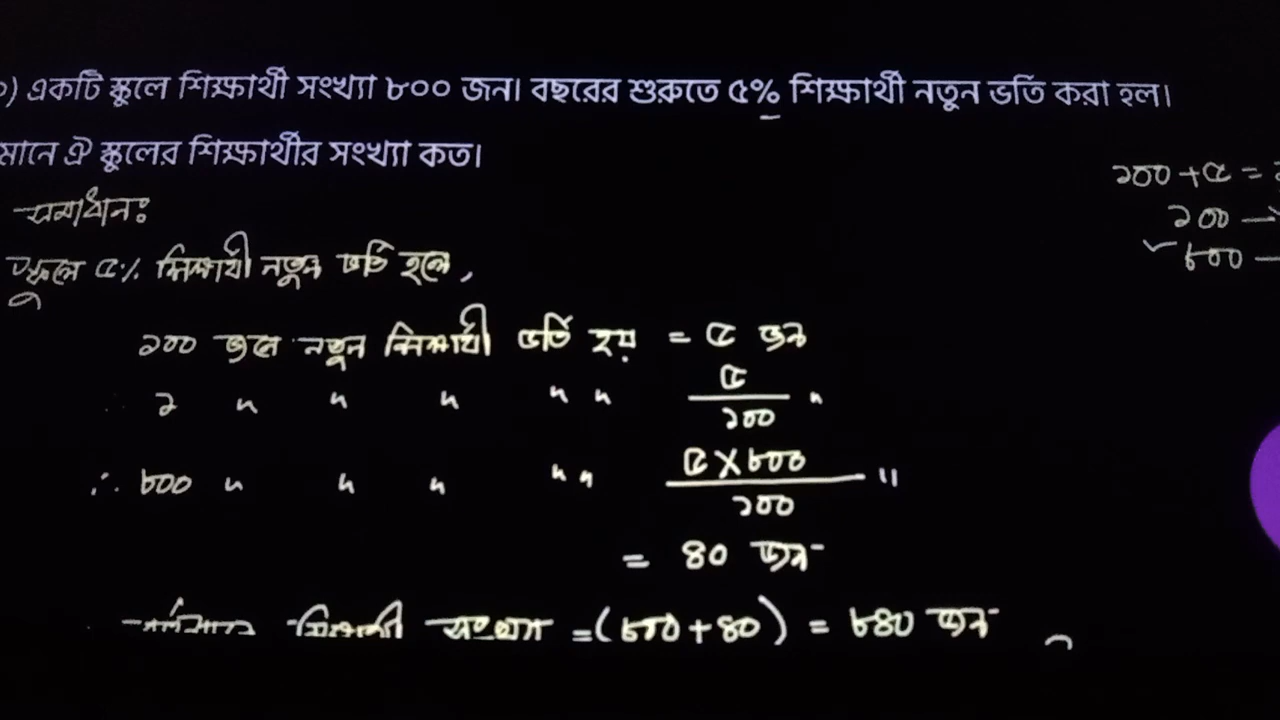 ) একটি স্কুলে শিক্ষার্থী সংখ্যা ৮০০ জন। বছরের শুরুতে ৫% শিক্ষার্থী নতুন ভর্তি করা হল।
মানে ঐ স্কুলের শিক্ষার্থীর সংখ্যা কত।
সমাধানঃ
স্কুলে ৫% শিক্ষার্থী নতুন ভর্তি হলে,
১০০ জনে নতুন শিক্ষার্থী ভর্তি হয় = ৫ জন
১ " " " " " ৫/১০০ "
∴ ৮০০ " " " " " ৫×৮০০/১০০ "
= ৪০ জন
বর্তমানে শিক্ষার্থী সংখ্যা = (৮০০+৪০) = ৮৪০ জন
১০০+৫ =
১০০ →
৮০০